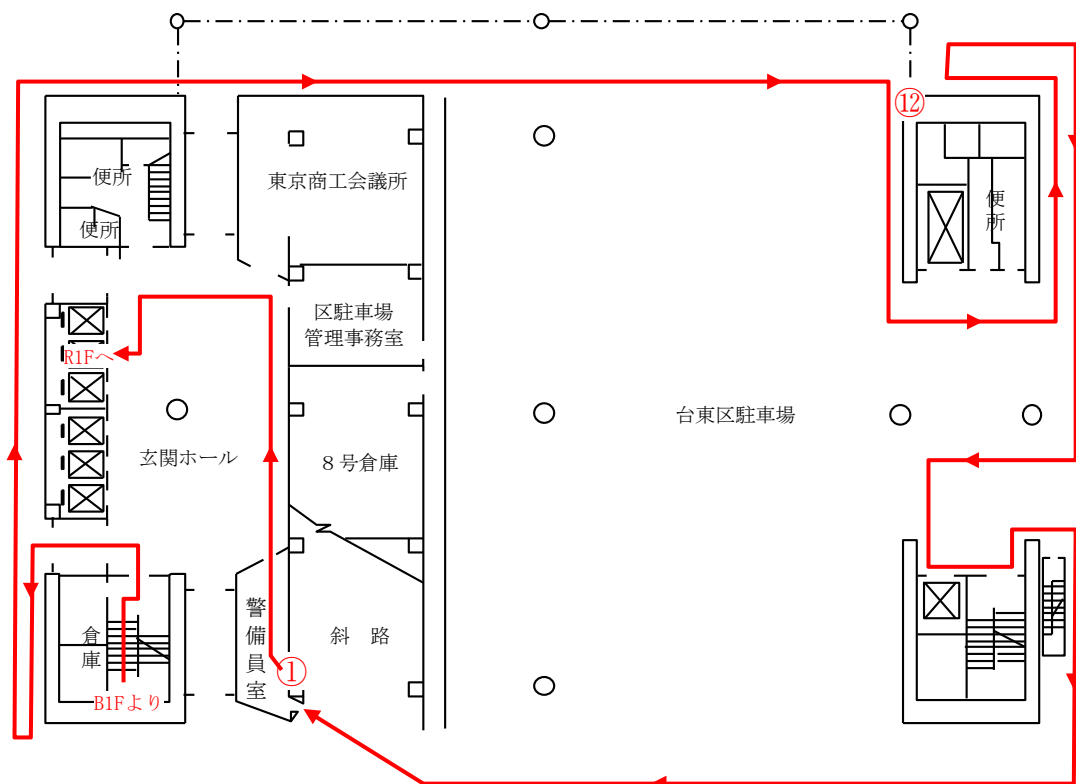 ⑫
便所
東京商工会議所
便所
便所
区駐車場
管理事務室
R1Fへ
台東区駐車場
玄関ホール
８号倉庫
警備員室
倉庫
斜 路
①
B1Fより